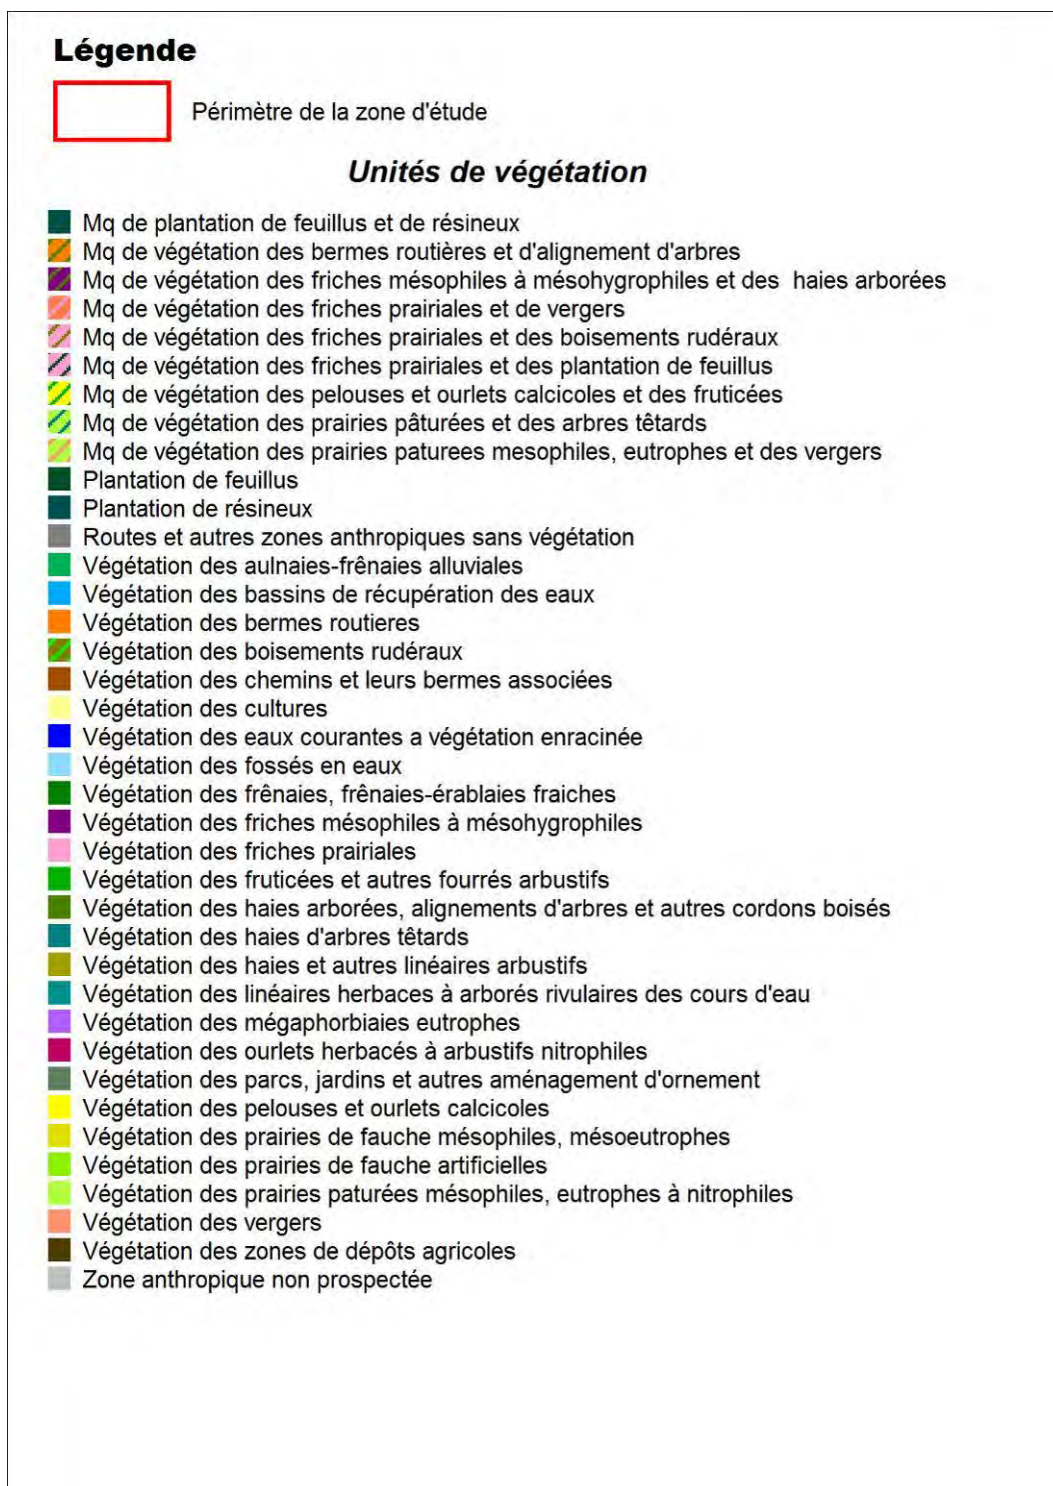 Légende
Périmètre de la zone d'étude
Unités de végétation
Mq de plantation de feuillus et de résineux
Mq de végétation des bermes routières et d'alignement d'arbres
Mq de végétation des friches mésophiles à mésohygrophiles et des haies arborées
Mq de végétation des friches prairiales et de vergers
Mq de végétation des friches prairiales et des boisements rudéraux
Mq de végétation des friches prairiales et des plantation de feuillus
Mq de végétation des pelouses et ourlets calcicoles et des fruticées
Mq de végétation des prairies pâturées et des arbres têtards
Mq de végétation des prairies paturees mesophiles, eutrophes et des vergers
Plantation de feuillus
Plantation de résineux
Routes et autres zones anthropiques sans végétation
Végétation des aulnaies-frênaies alluviales
Végétation des bassins de récupération des eaux
Végétation des bermes routieres
Végétation des boisements rudéraux
Végétation des chemins et leurs bermes associées
Végétation des cultures
Végétation des eaux courantes a végétation enracinée
Végétation des fossés en eaux
Végétation des frênaies, frênaies-érablaies fraiches
Végétation des friches mésophiles à mésohygrophiles
Végétation des friches prairiales
Végétation des fruticées et autres fourrés arbustifs
Végétation des haies arborées, alignements d'arbres et autres cordons boisés
Végétation des haies d'arbres têtards
Végétation des haies et autres linéaires arbustifs
Végétation des linéaires herbaces à arborés rivulaires des cours d'eau
Végétation des mégaphorbiaies eutrophes
Végétation des ourlets herbacés à arbustifs nitrophiles
Végétation des parcs, jardins et autres aménagement d'ornement
Végétation des pelouses et ourlets calcicoles
Végétation des prairies de fauche mésophiles, mésoeutrophes
Végétation des prairies de fauche artificielles
Végétation des prairies paturées mésophiles, eutrophes à nitrophiles
Végétation des vergers
Végétation des zones de dépôts agricoles
Zone anthropique non prospectée